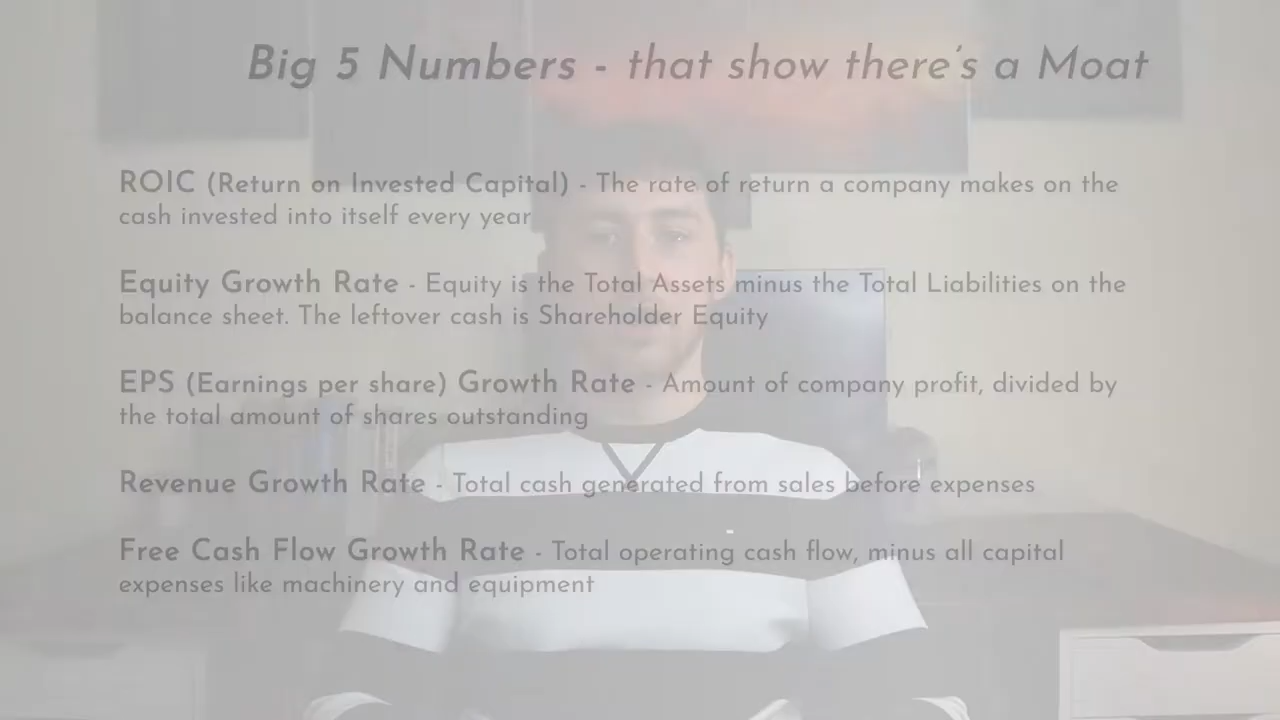 Big 5 Numbers - that show there's a Moat
ROIC (Return on Invested Capital) - The rate of return a company makes on the
cash invested into itself every year
Equity Growth Rate - Equity is the Total Assets minus the Total Liabilities on the
balance sheet. The leftover cash is Shareholder Equity
EPS (Earnings per share) Growth Rate - Amount of company profit, divided by
the total amount of shares outstanding
Revenue Growth Rate - Total cash generated from sales before expenses
Free Cash Flow Growth Rate - Total operating cash flow, minus all capital
expenses like machinery and equipment